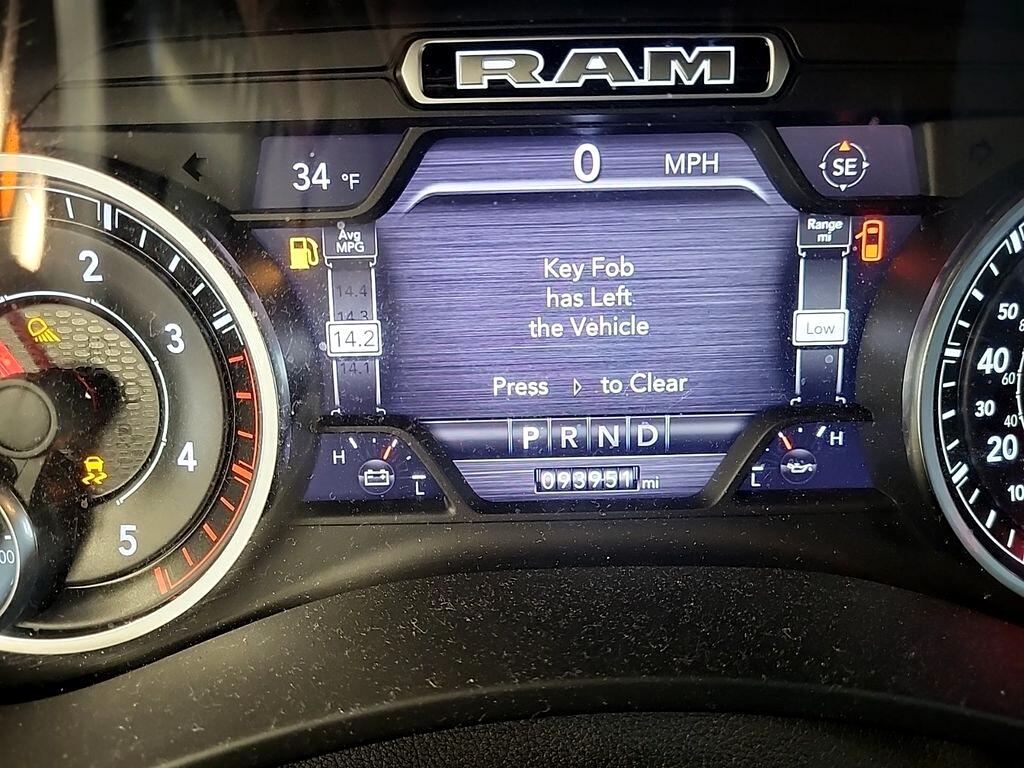 RAM
34 °F
0 MPH
SE
Avg
MPG
14.4
14.3
14.2
14.1
Key Fob
has Left
the Vehicle
Press ▷ to Clear
Range
mi
Low
P R N D
093951 mi
H
L
L
H
2
3
4
5
50
40
30
20
10
60
40